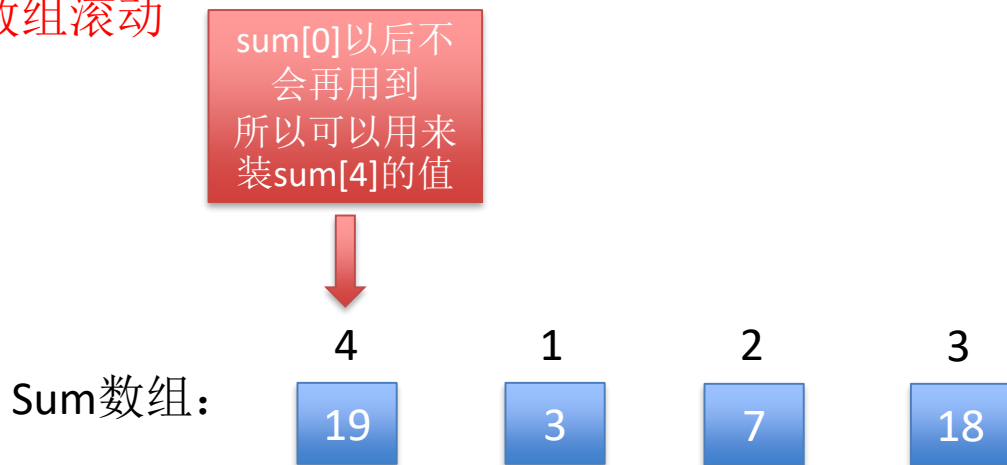 数组滚动
sum[0]以后不
会再用到
所以可以用来
装sum[4]的值
4 1 2 3
Sum数组：
19 3 7 18